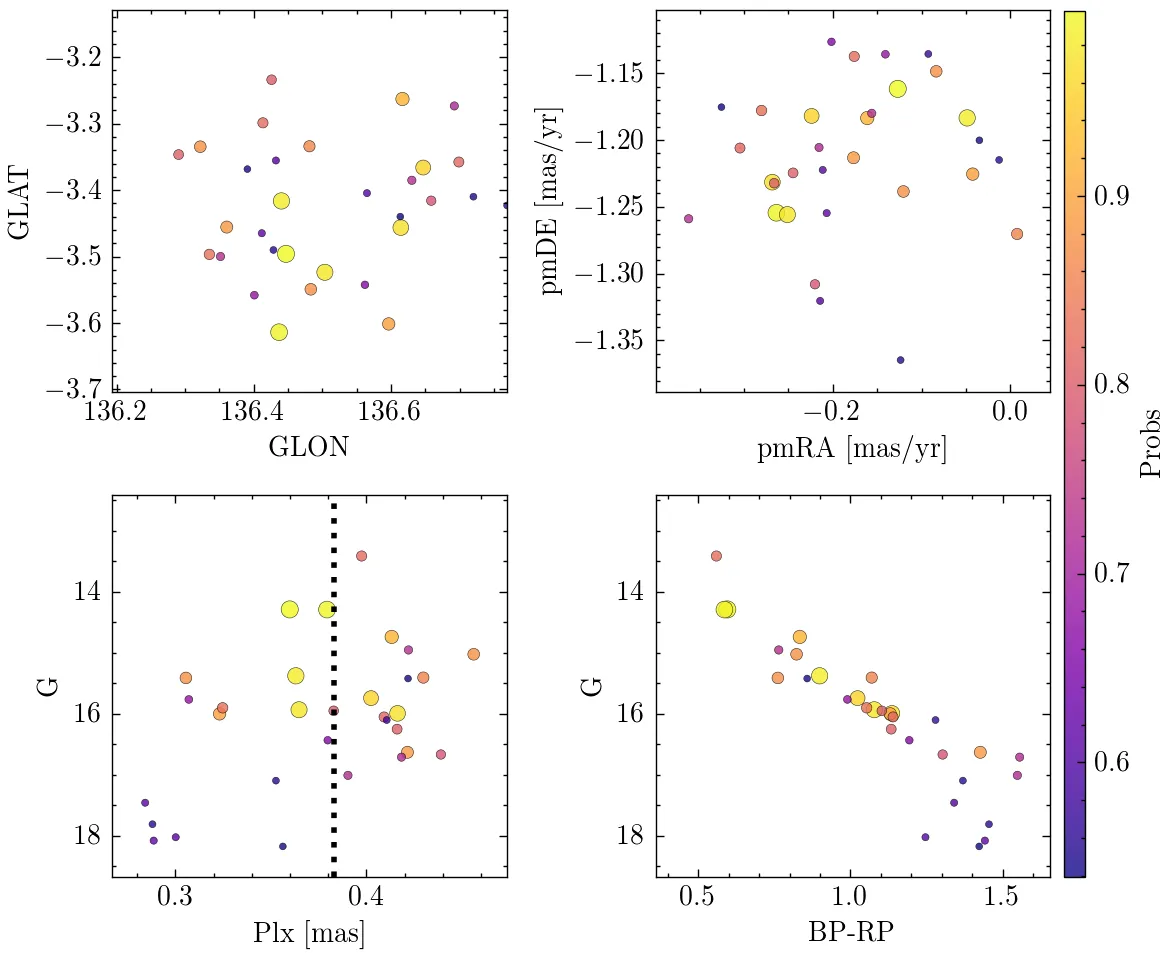 −3.2
−3.3
−3.4
−3.5
−3.6
−3.7
GLAT
136.2 136.4 136.6
GLON
−1.15
−1.20
−1.25
−1.30
−1.35
pmDE [mas/yr]
−0.2 0.0
pmRA [mas/yr]
14
16
18
G
0.3 0.4
Plx [mas]
14
16
18
G
0.5 1.0 1.5
BP-RP
0.9
0.8
0.7
0.6
Probs